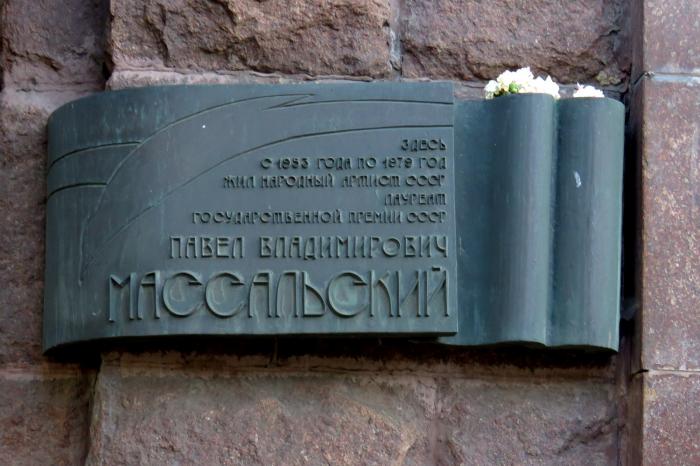 ЗДЕСЬ
С 1953 ГОДА ПО 1979 ГОД
ЖИЛ НАРОДНЫЙ АРТИСТ СССР
ЛАУРЕАТ
ГОСУДАРСТВЕННОЙ ПРЕМИИ СССР
ПАВЕЛ ВЛАДИМИРОВИЧ
МАССАЛЬСКИЙ